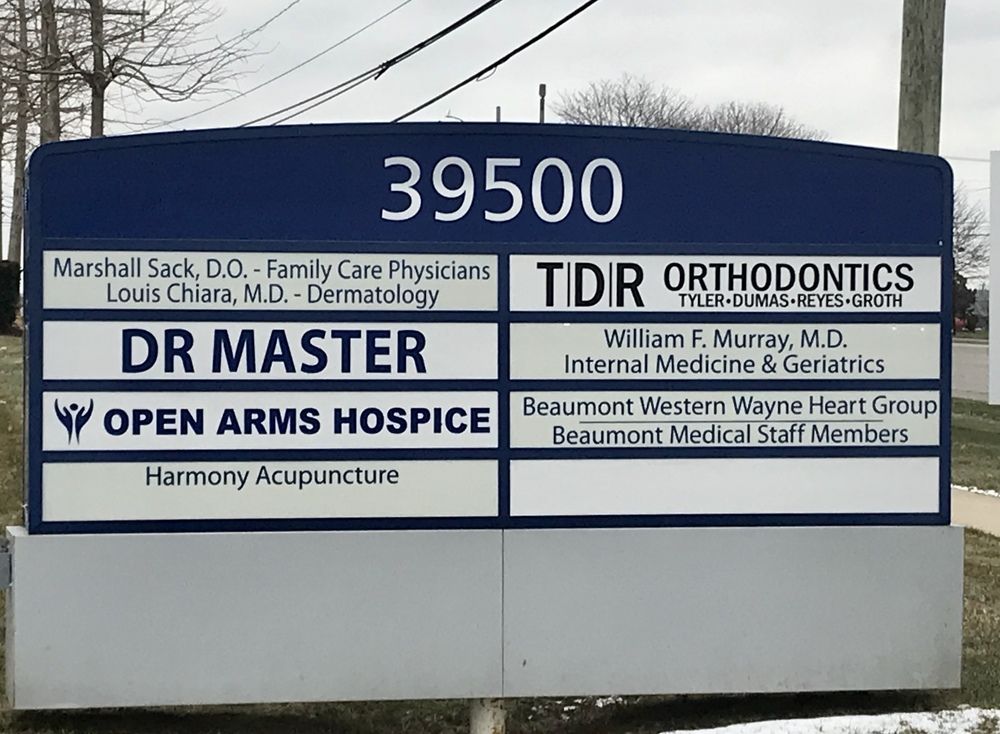 39500
Marshall Sack, D.O. - Family Care Physicians
Louis Chiara, M.D. - Dermatology
DR MASTER
OPEN ARMS HOSPICE
Harmony Acupuncture
T|D|R ORTHODONTICS
TYLER•DUMAS•REYES•GROTH
William F. Murray, M.D.
Internal Medicine & Geriatrics
Beaumont Western Wayne Heart Group
Beaumont Medical Staff Members